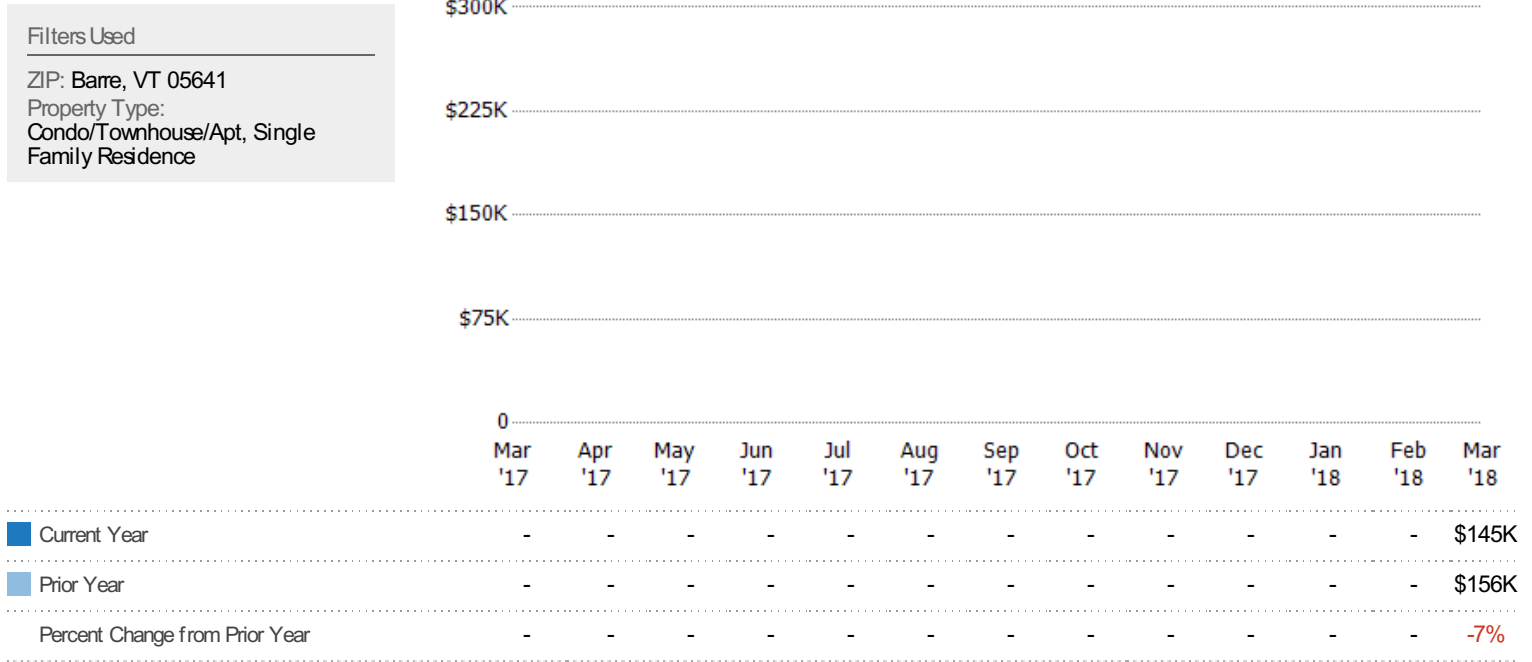 Filters Used
ZIP: Barre, VT 05641
Property Type:
Condo/Townhouse/Apt, Single
Family Residence
$300K
$225K
$150K
$75K
0
Mar Apr May Jun Jul Aug Sep Oct Nov Dec Jan Feb Mar
'17 '17 '17 '17 '17 '17 '17 '17 '17 '17 '18 '18 '18
Current Year - - - - - - - - - - - - $145K
Prior Year - - - - - - - - - - - - $156K
Percent Change from Prior Year - - - - - - - - - - - - -7%